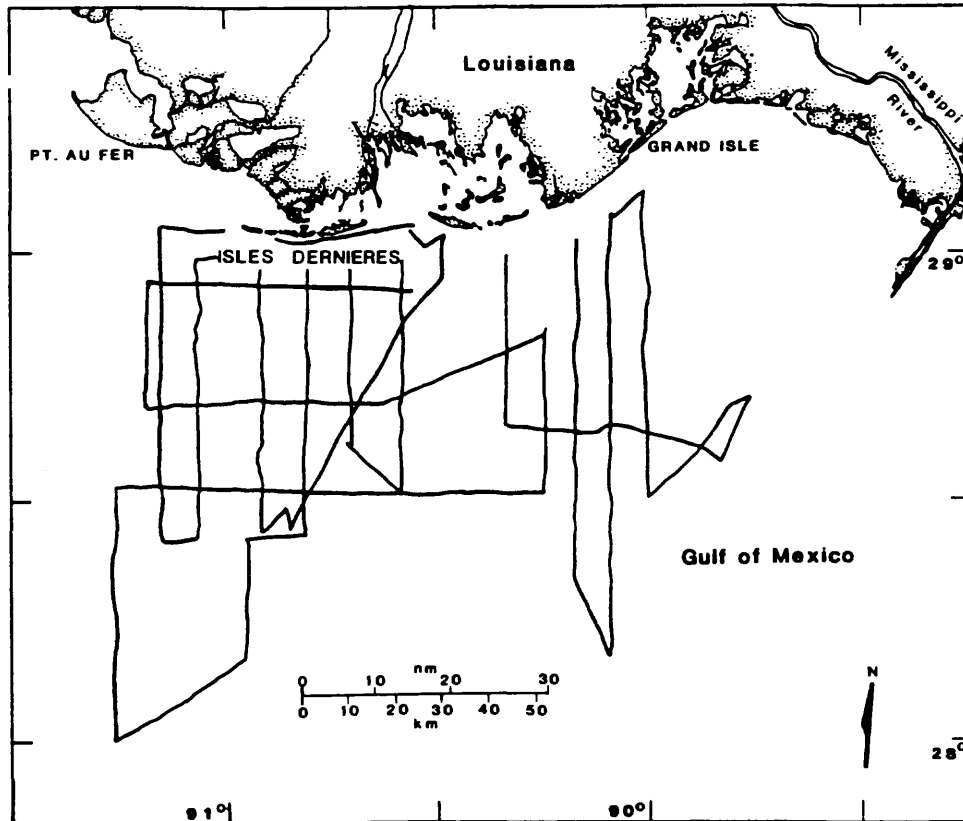 Louisiana
Mississippi
River
PT. AU FER
GRAND ISLE
ISLES DERNIERES
29°
Gulf of Mexico
nm
0 10 20 30
0 10 20 30 40 50
km
N
28°
91° 90°